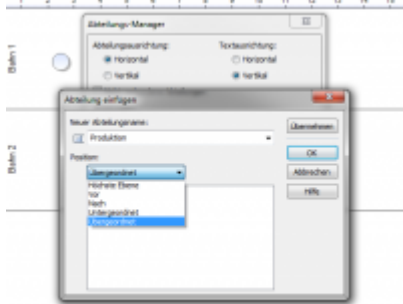 Abteilungs-Manager
Abteilungsausrichtung:
Textausrichtung:
Horizontal
Horizontal
Vertikal
Vertikal
Bahn 1
Abteilung einfügen
Neuer Abteilungsname:
Übernehmen
Produktion
OK
Position:
Abbrechen
Übergeordnet
Hilfe
Höchste Ebene
Vor
Nach
Untergeordnet
Übergeordnet
Bahn 2